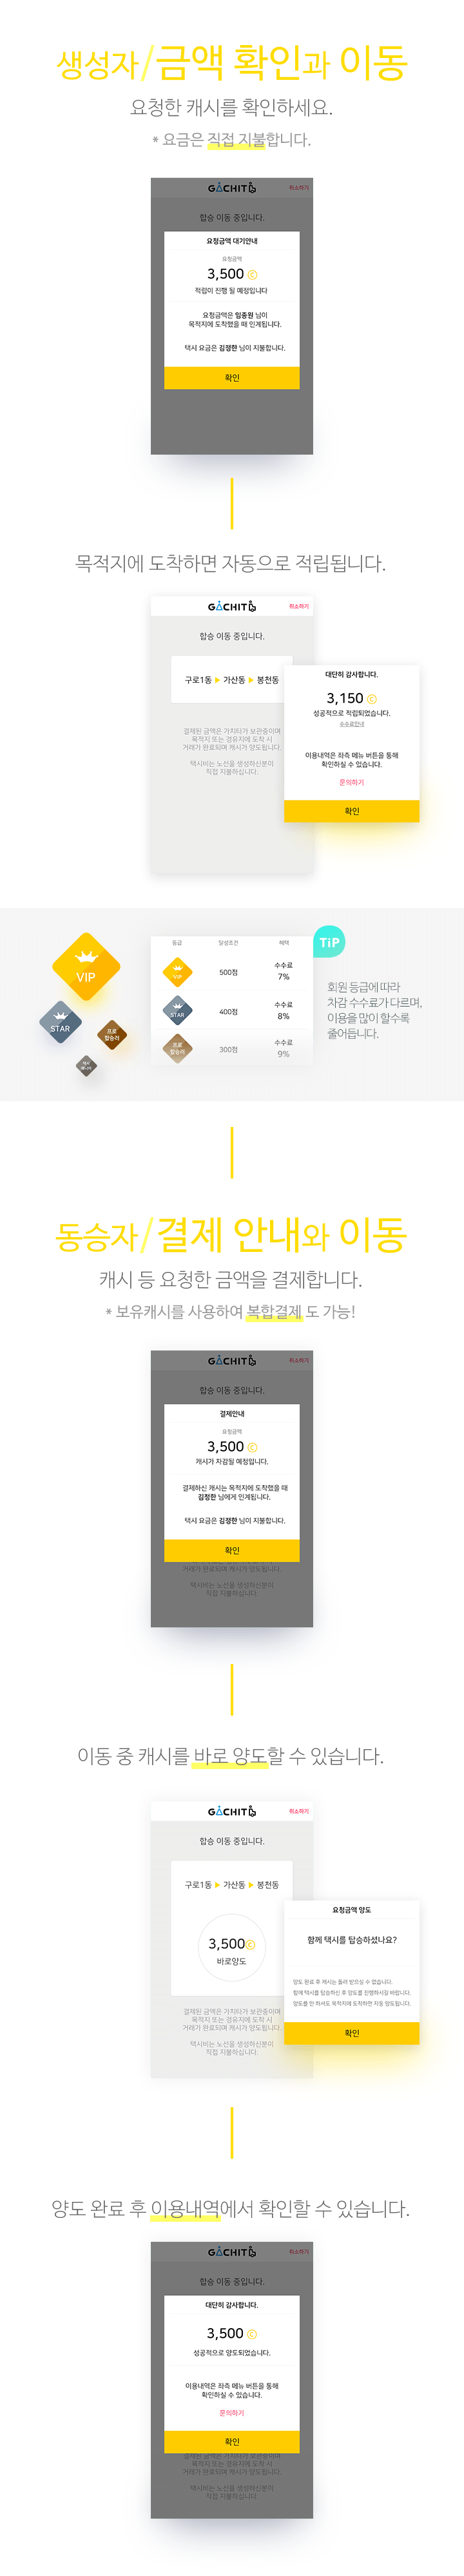 생성자/금액 확인과 이동
요청한 캐시를 확인하세요.
* 요금은 직접 지불합니다.
GACHITA
취소하기
합승 이동 중입니다.
요청금액 대기안내
요청금액
3,500 C
적립이 진행 될 예정입니다
요청금액은 임종원 님이
목적지에 도착했을 때 인계됩니다.
택시 요금은 김정한 님이 지불합니다.
확인
목적지에 도착하면 자동으로 적립됩니다.
GACHITA
취소하기
합승 이동 중입니다.
구로1동 ▶ 가산동 ▶ 봉천동
결제된 금액은 가치타가 보관중이며
목적지 또는 경유지에 도착 시
거래가 완료되며 캐시가 양도됩니다.
택시비는 노선을 생성하신분이
직접 지불하십니다.
대단히 감사합니다.
3,150 C
성공적으로 적립되었습니다.
수수료안내
이용내역은 좌측 메뉴 버튼을 통해
확인하실 수 있습니다.
문의하기
확인
VIP
STAR
프로
합승러
택시
매니아
등급 달성조건 혜택
VIP 500점 수수료
7%
STAR 400점 수수료
8%
프로
합승러 300점 수수료
9%
TiP
회원 등급에 따라
차감 수수료가 다르며,
이용을 많이 할수록
줄어듭니다.
동승자/결제 안내와 이동
캐시 등 요청한 금액을 결제합니다.
* 보유캐시를 사용하여 복합결제 도 가능!
GACHITA
취소하기
합승 이동 중입니다.
결제안내
요청금액
3,500 C
캐시가 차감될 예정입니다.
결제하신 캐시는 목적지에 도착했을 때
김정한 님에게 인계됩니다.
택시 요금은 김정한 님이 지불합니다.
확인
거래가 완료되며 캐시가 양도됩니다.
택시비는 노선을 생성하신분이
직접 지불하십니다.
이동 중 캐시를 바로 양도할 수 있습니다.
GACHITA
취소하기
합승 이동 중입니다.
구로1동 ▶ 가산동 ▶ 봉천동
3,500 C
바로양도
결제된 금액은 가치타가 보관중이며
목적지 또는 경유지에 도착 시
거래가 완료되며 캐시가 양도됩니다.
택시비는 노선을 생성하신분이
직접 지불하십니다.
요청금액 양도
함께 택시를 탑승하셨나요?
양도 완료 후 캐시는 돌려 받으실 수 없습니다.
함께 택시를 탑승하신 후 양도를 진행하시길 바랍니다.
양도를 안 하셔도 목적지에 도착하면 자동 양도됩니다.
확인
양도 완료 후 이용내역에서 확인할 수 있습니다.
GACHITA
취소하기
합승 이동 중입니다.
대단히 감사합니다.
3,500 C
성공적으로 양도되었습니다.
이용내역은 좌측 메뉴 버튼을 통해
확인하실 수 있습니다.
문의하기
확인
결제된 금액은 가치타가 보관중이며
목적지 또는 경유지에 도착 시
거래가 완료되며 캐시가 양도됩니다.
택시비는 노선을 생성하신분이
직접 지불하십니다.